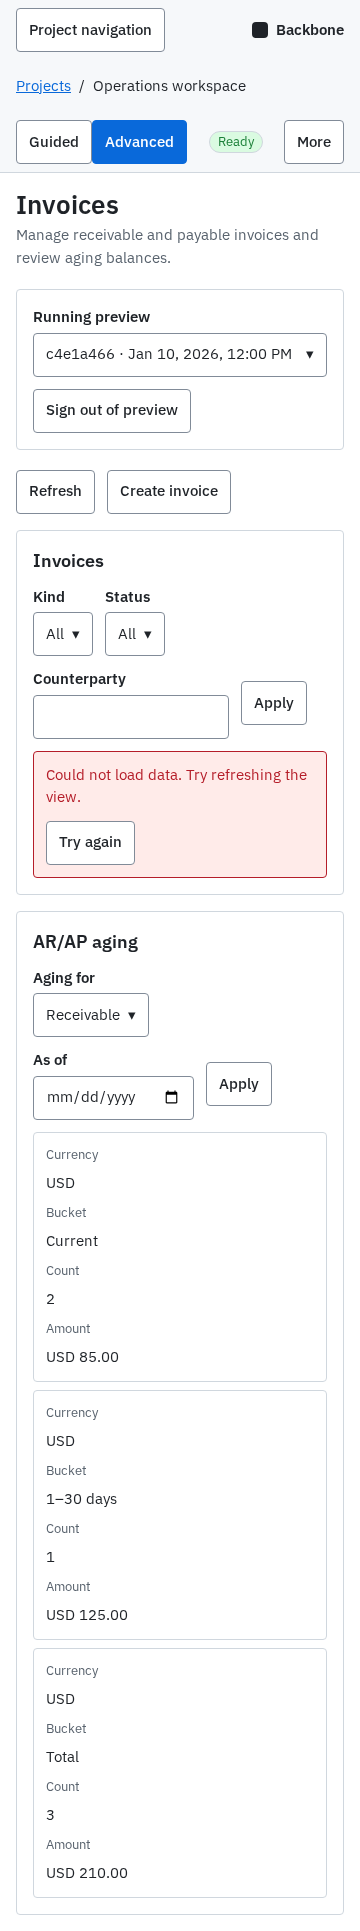 Project navigation
Backbone
Projects / Operations workspace
Guided
Advanced
Ready
More
Invoices
Manage receivable and payable invoices and
review aging balances.
Running preview
c4e1a466 · Jan 10, 2026, 12:00 PM ▾
Sign out of preview
Refresh
Create invoice
Invoices
Kind
Status
All ▾
All ▾
Counterparty
Apply
Could not load data. Try refreshing the
view.
Try again
AR/AP aging
Aging for
Receivable ▾
As of
mm/dd/yyyy
Apply
Currency
USD
Bucket
Current
Count
2
Amount
USD 85.00
Currency
USD
Bucket
1–30 days
Count
1
Amount
USD 125.00
Currency
USD
Bucket
Total
Count
3
Amount
USD 210.00